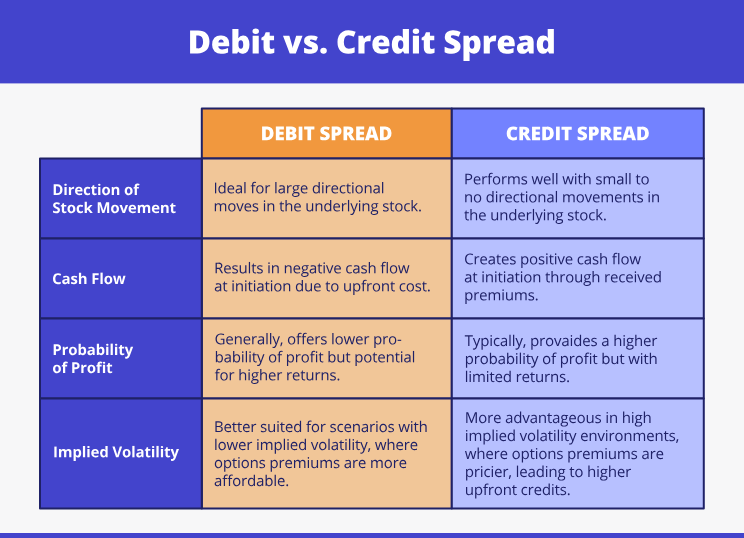 Debit vs. Credit Spread
DEBIT SPREAD
CREDIT SPREAD
Direction of
Stock Movement
Ideal for large directional
moves in the underlying stock.
Performs well with small to
no directional movements in
the underlying stock.
Cash Flow
Results in negative cash flow
at initiation due to upfront cost.
Creates positive cash flow
at initiation through received
premiums.
Probability
of Profit
Generally, offers lower pro-
bability of profit but potential
for higher returns.
Typically, provaides a higher
probability of profit but with
limited returns.
Implied Volatility
Better suited for scenarios with
lower implied volatility, where
options premiums are more
affordable.
More advantageous in high
implied volatility environments,
where options premiums are
pricier, leading to higher
upfront credits.